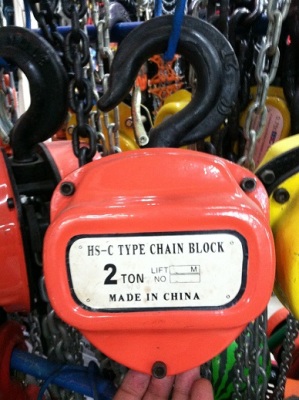 HS-C TYPE CHAIN BLOCK
2 TON LIFT M
NO
MADE IN CHINA